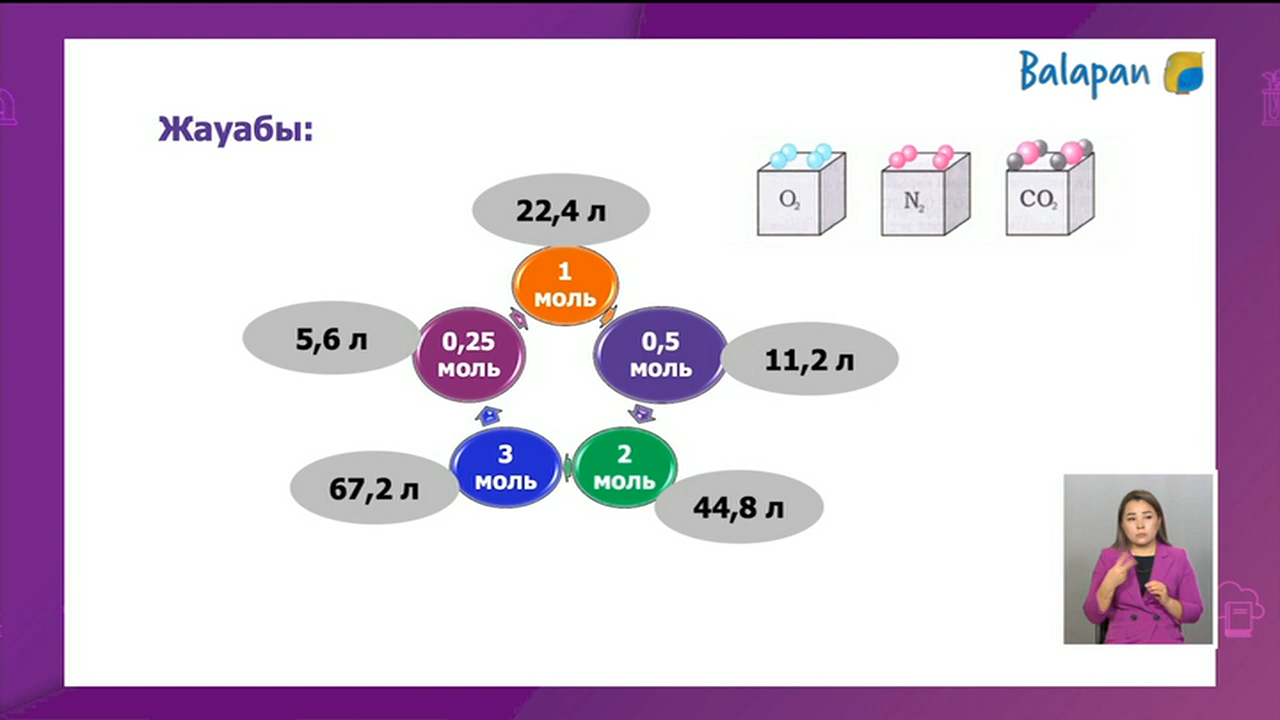 Balapan
Жауабы:
O₂
N₂
CO₂
22,4 л
1
моль
5,6 л
0,25
моль
0,5
моль
11,2 л
67,2 л
3
моль
2
моль
44,8 л